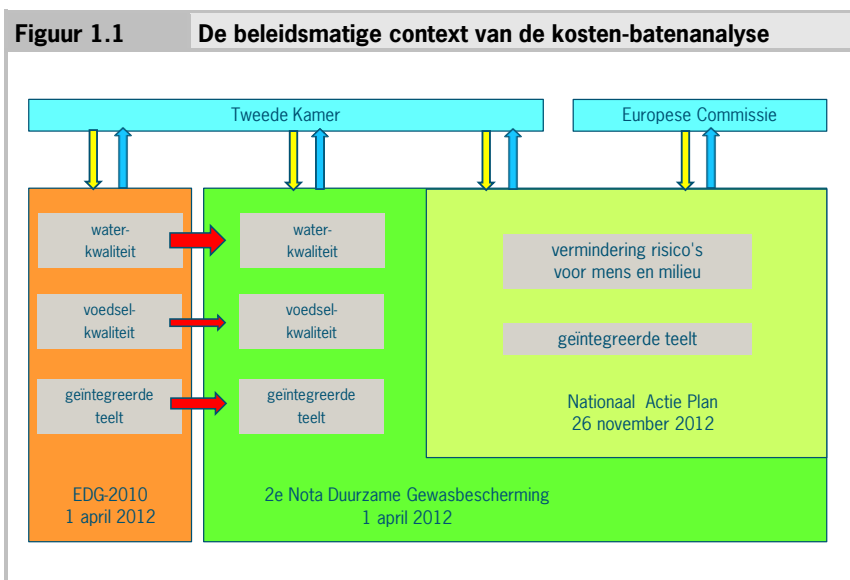 Figuur 1.1 De beleidsmatige context van de kosten-batenanalyse
Tweede Kamer
Europese Commissie
water-
kwaliteit
voedsel-
kwaliteit
geïntegreerde
teelt
EDG-2010
1 april 2012
water-
kwaliteit
voedsel-
kwaliteit
geïntegreerde
teelt
2e Nota Duurzame Gewasbescherming
1 april 2012
vermindering risico's
voor mens en milieu
geïntegreerde teelt
Nationaal Actie Plan
26 november 2012